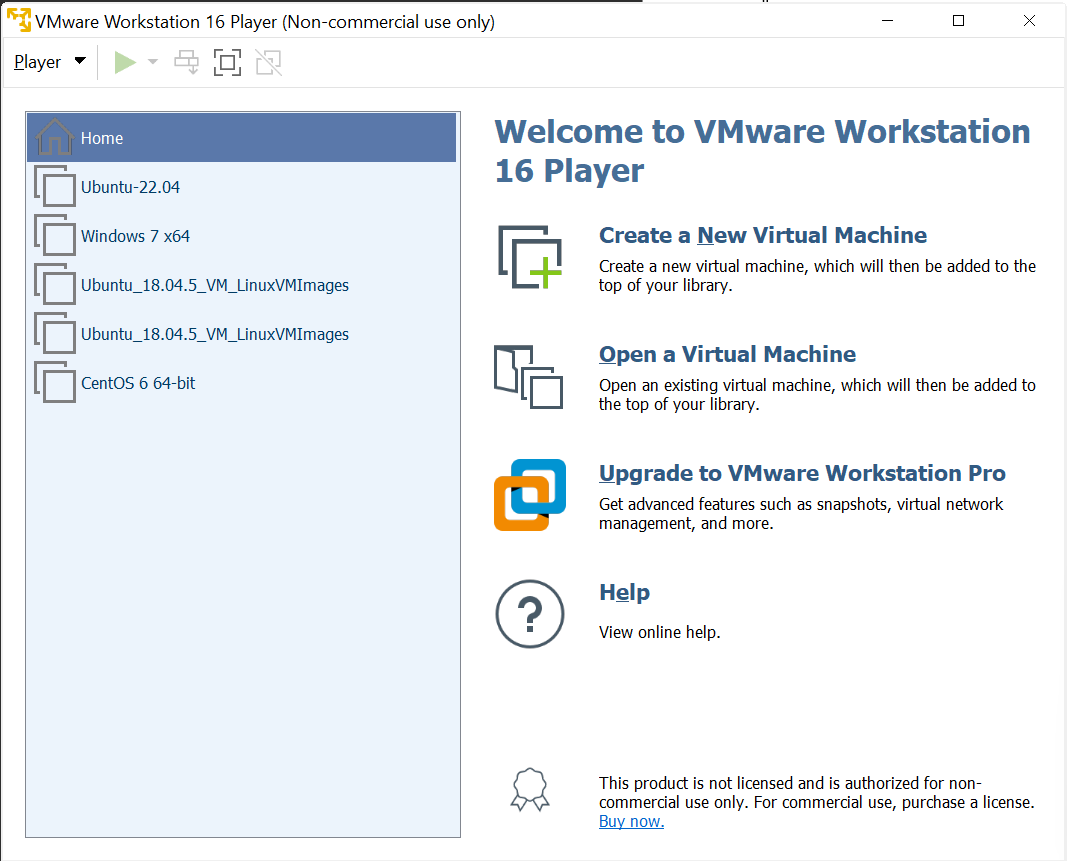 VMware Workstation 16 Player (Non-commercial use only)
Player
Home
Ubuntu-22.04
Windows 7 x64
Ubuntu_18.04.5_VM_LinuxVMImages
Ubuntu_18.04.5_VM_LinuxVMImages
CentOS 6 64-bit
Welcome to VMware Workstation
16 Player
Create a New Virtual Machine
Create a new virtual machine, which will then be added to the
top of your library.
Open a Virtual Machine
Open an existing virtual machine, which will then be added to
the top of your library.
Upgrade to VMware Workstation Pro
Get advanced features such as snapshots, virtual network
management, and more.
Help
View online help.
This product is not licensed and is authorized for non-
commercial use only. For commercial use, purchase a license.
Buy now.